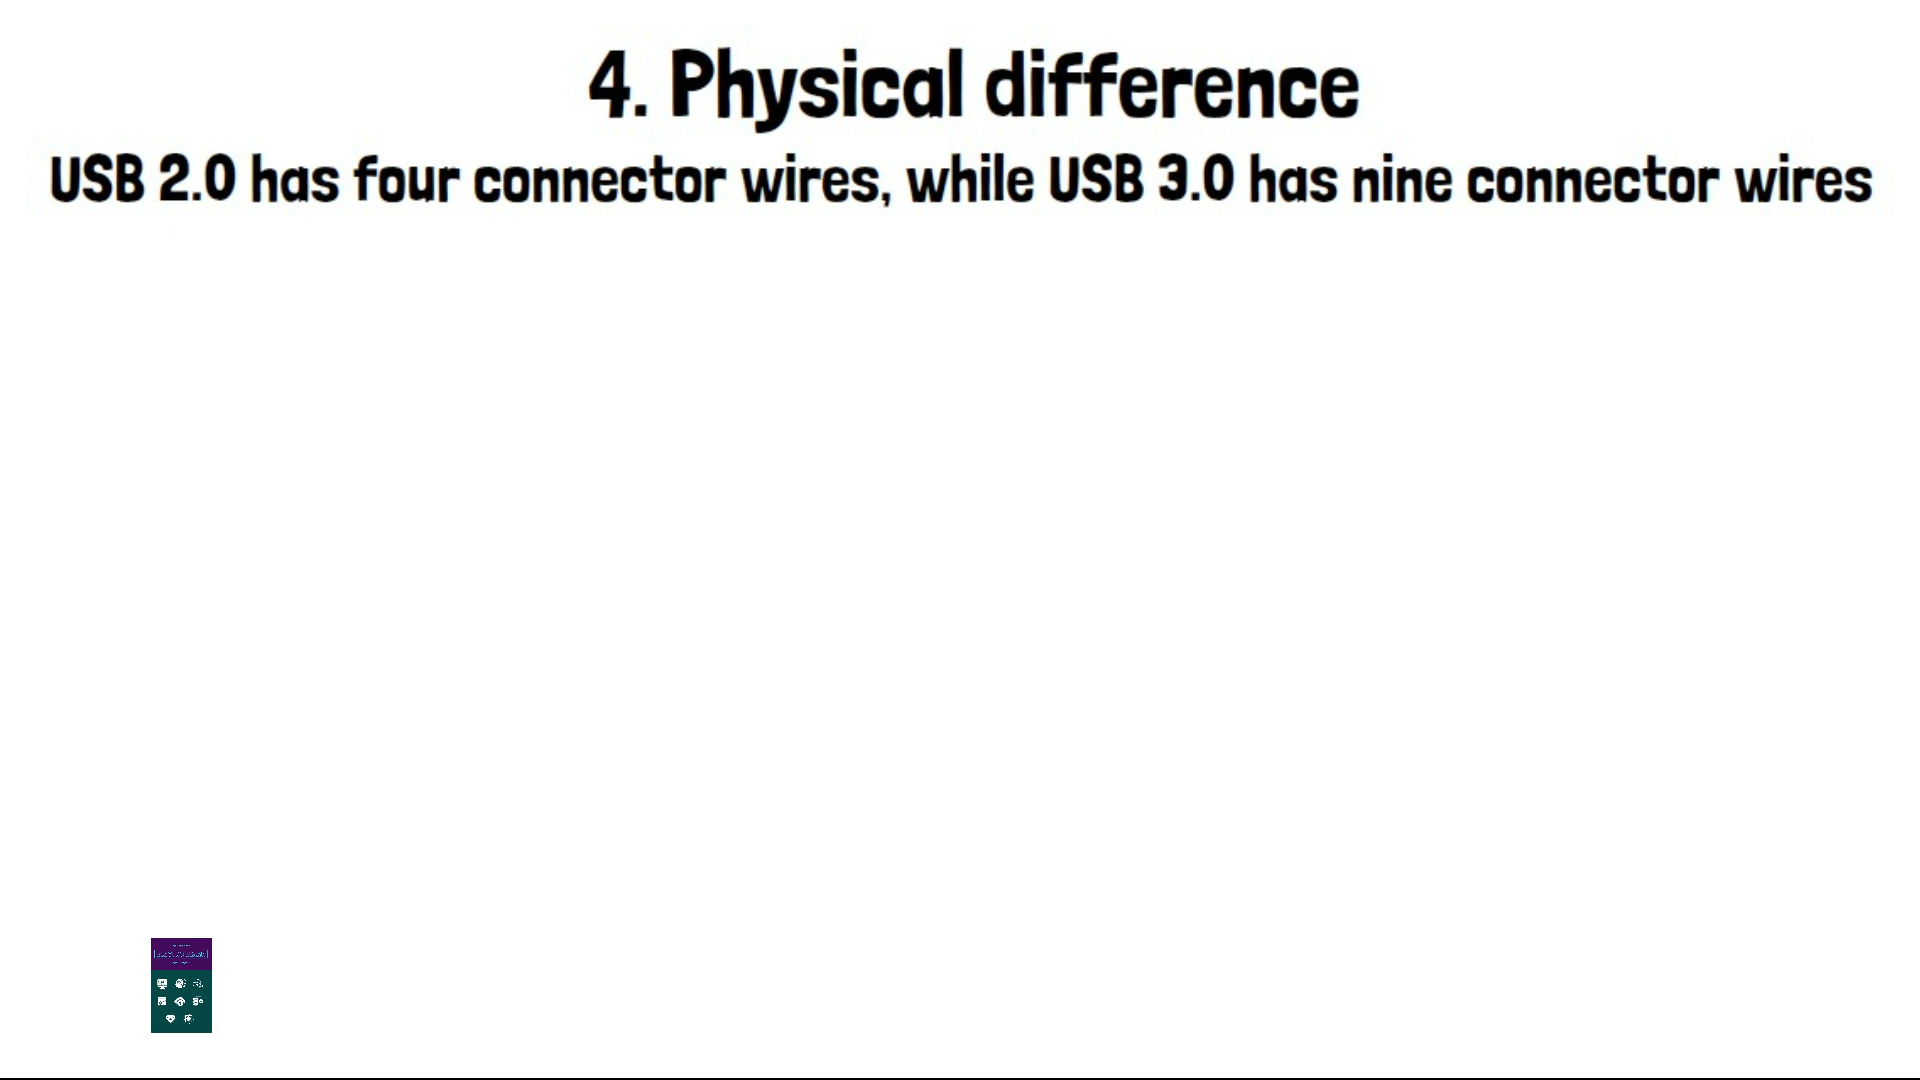 4. Physical difference
USB 2.0 has four connector wires, while USB 3.0 has nine connector wires